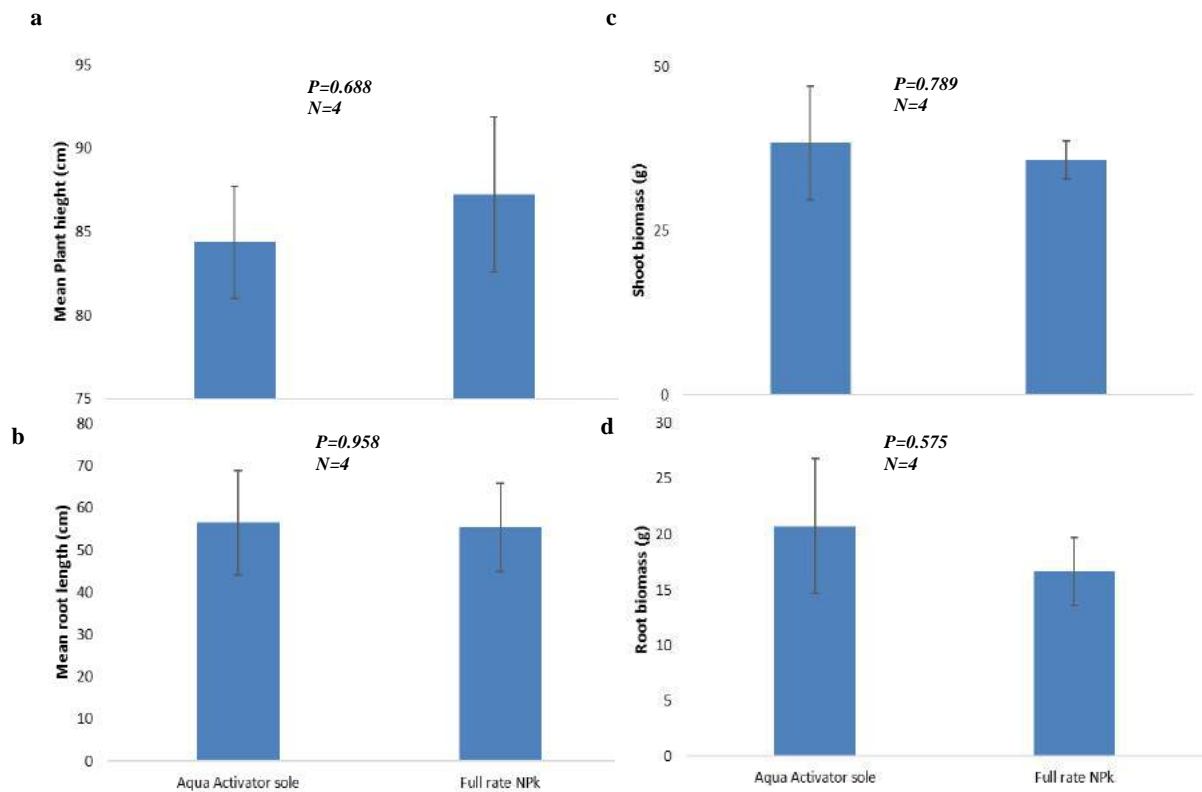 a
95
90
85
80
75
Mean Plant hieght (cm)
P=0.688
N=4
b
80
70
60
50
40
30
20
10
0
Mean root length (cm)
P=0.958
N=4
Aqua Activator sole
Full rate NPk
c
50
25
0
Shoot biomass (g)
P=0.789
N=4
d
30
25
20
15
10
5
0
Root biomass (g)
P=0.575
N=4
Aqua Activator sole
Full rate NPk